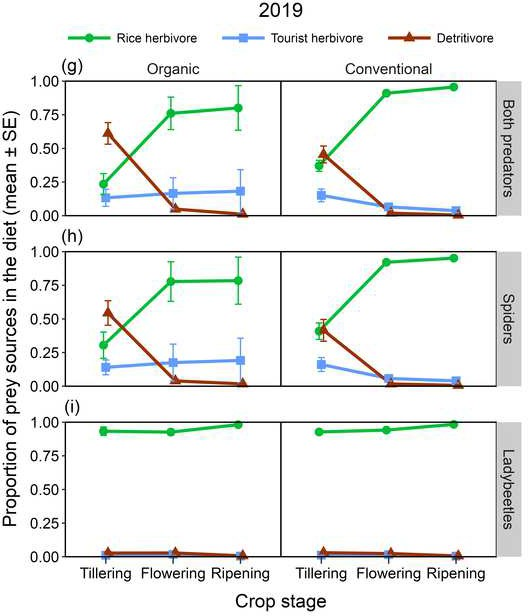 2019
Rice herbivore Tourist herbivore Detritivore
(g) Organic Conventional
1.00
0.75
0.50
0.25
0.00
Both predators
(h)
1.00
0.75
0.50
0.25
0.00
Spiders
(i)
1.00
0.75
0.50
0.25
0.00
Ladybeetles
Proportion of prey sources in the diet (mean ± SE)
Tillering Flowering Ripening Tillering Flowering Ripening
Crop stage